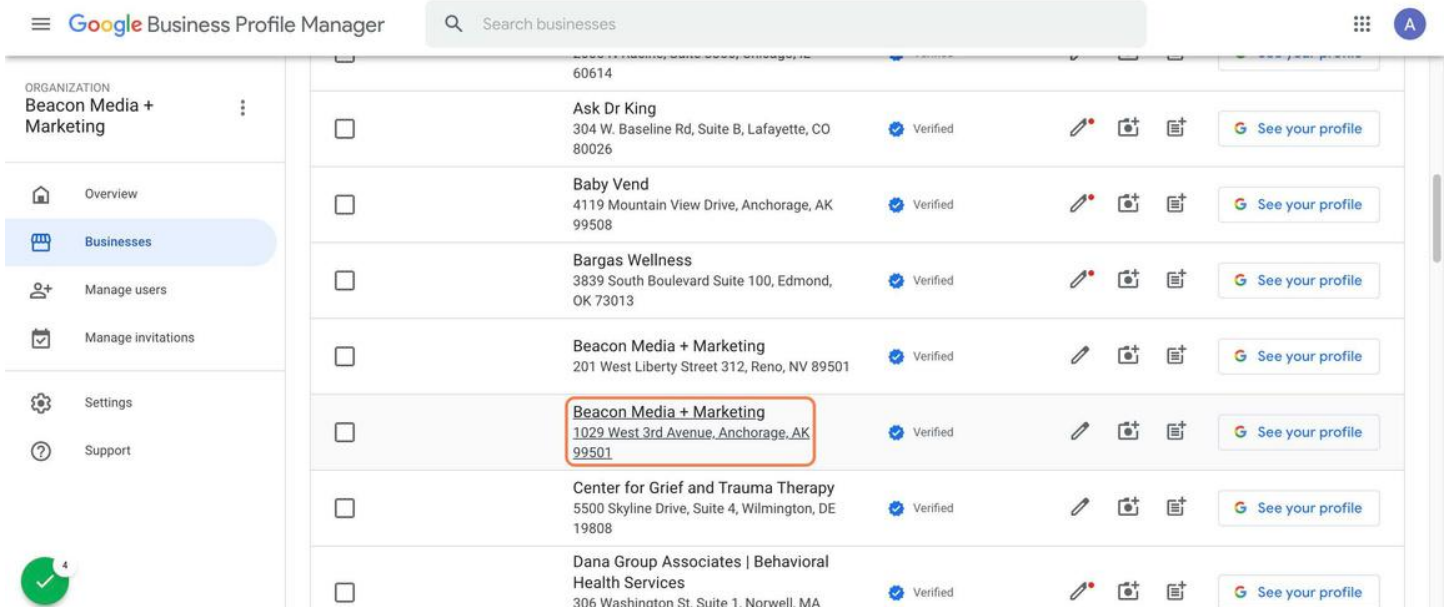 Google Business Profile Manager
Search businesses
A
ORGANIZATION
Beacon Media +
Marketing
Overview
Businesses
Manage users
Manage invitations
Settings
Support
4
60614
Ask Dr King
304 W. Baseline Rd, Suite B, Lafayette, CO
80026
Verified
G See your profile
Baby Vend
4119 Mountain View Drive, Anchorage, AK
99508
Verified
G See your profile
Bargas Wellness
3839 South Boulevard Suite 100, Edmond,
OK 73013
Verified
G See your profile
Beacon Media + Marketing
201 West Liberty Street 312, Reno, NV 89501
Verified
G See your profile
Beacon Media + Marketing
1029 West 3rd Avenue, Anchorage, AK
99501
Verified
G See your profile
Center for Grief and Trauma Therapy
5500 Skyline Drive, Suite 4, Wilmington, DE
19808
Verified
G See your profile
Dana Group Associates | Behavioral
Health Services
306 Washington St, Suite 1, Norwell, MA
Verified
G See your profile